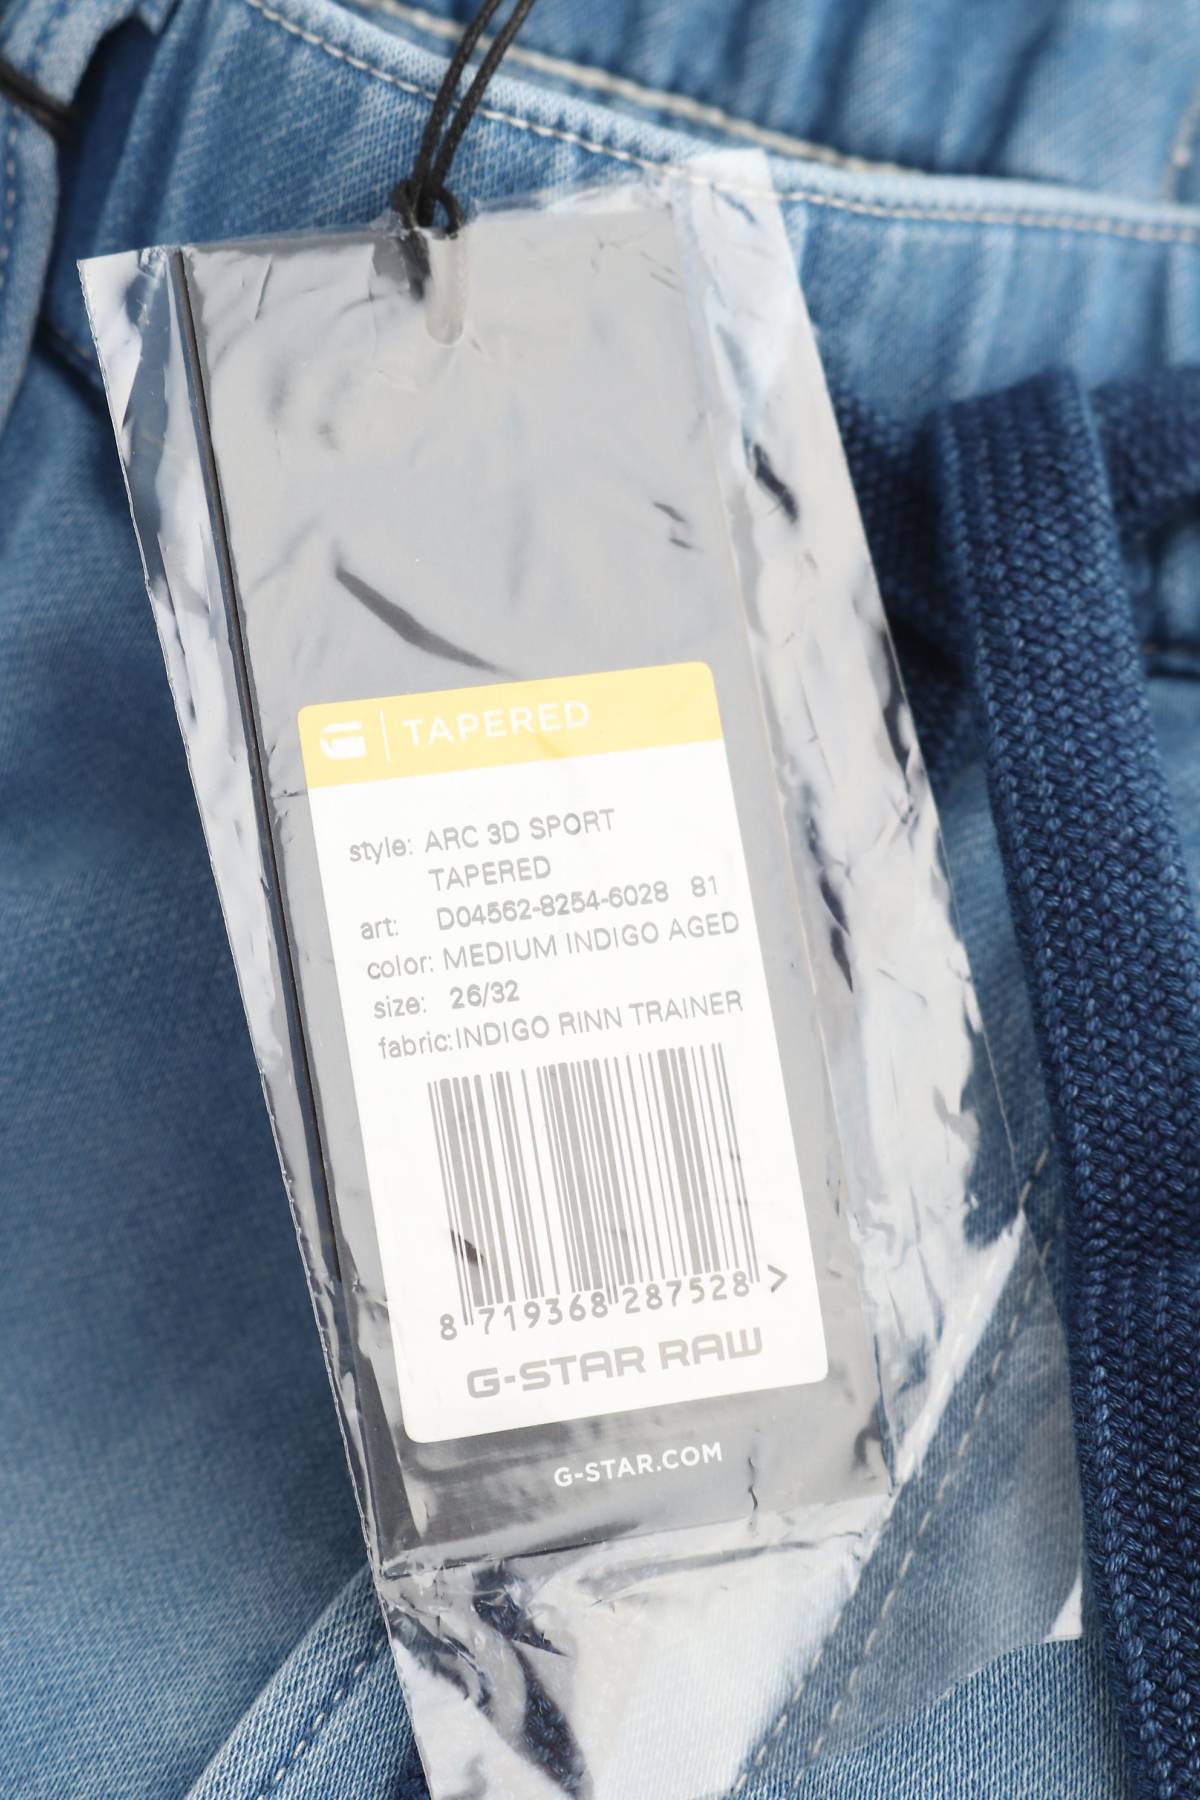 TAPERED
style: ARC 3D SPORT
TAPERED
art: D04562-8254-6028 81
color: MEDIUM INDIGO AGED
size: 26/32
fabric: INDIGO RINN TRAINER
8 719368 287528 >
G-STAR RAW
G-STAR.COM